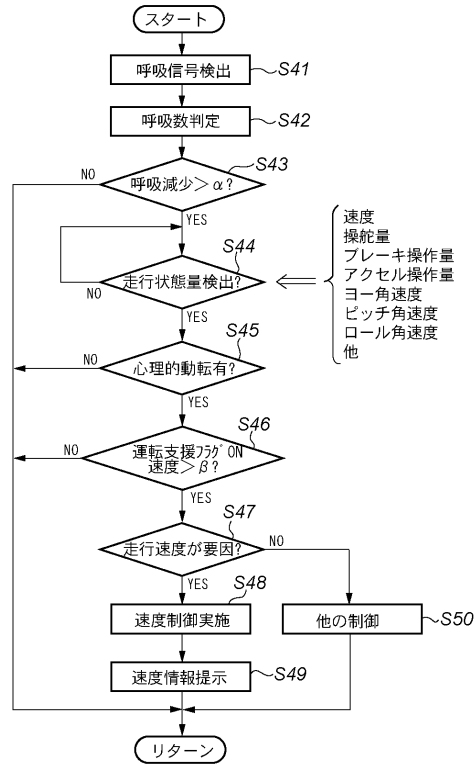 スタート
呼吸信号検出
S41
呼吸数判定
S42
呼吸減少＞α?
S43
NO
YES
走行状態量検出?
S44
NO
YES
速度
操舵量
ブレーキ操作量
アクセル操作量
ヨー角速度
ピッチ角速度
ロール角速度
他
心理的動転有?
S45
NO
YES
運転支援ﾌﾗｸﾞON
速度＞β?
S46
NO
YES
走行速度が要因?
S47
NO
YES
速度制御実施
S48
他の制御
S50
速度情報提示
S49
リターン